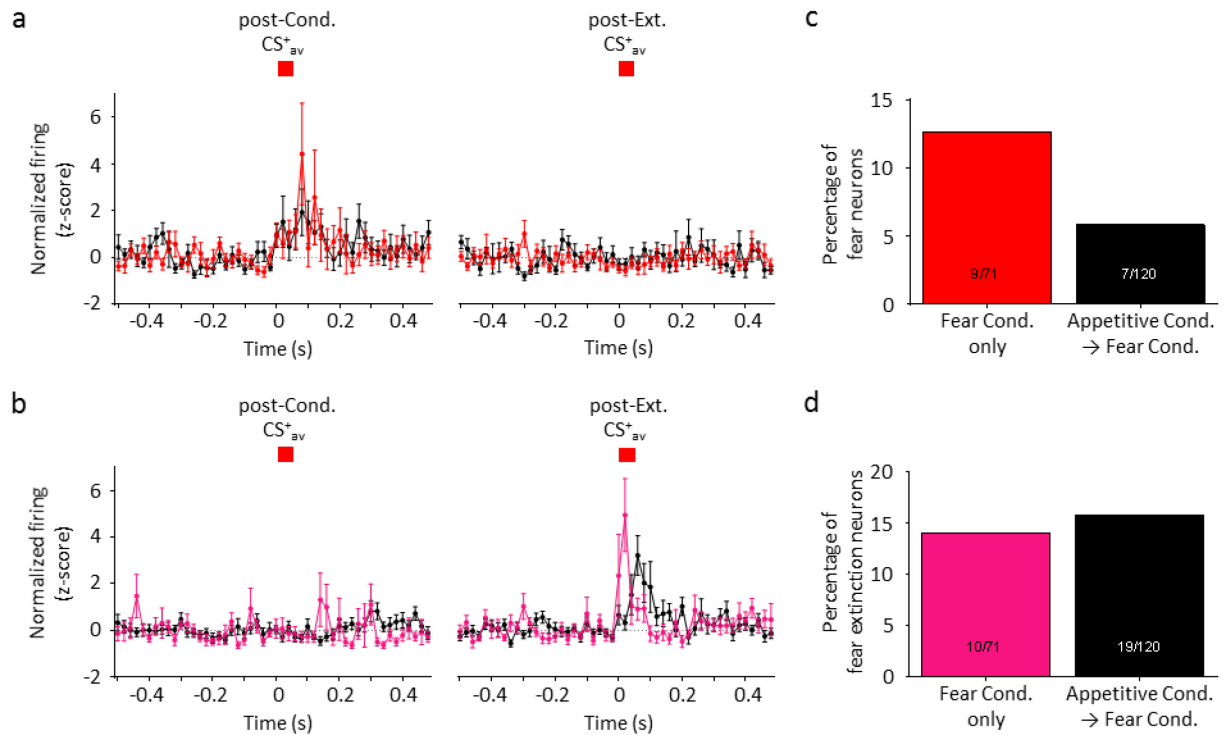 a
post-Cond.
CS⁺av
post-Ext.
CS⁺av
Normalized firing
(z-score)
6
4
2
0
-2
-0.4 -0.2 0 0.2 0.4
Time (s)
-0.4 -0.2 0 0.2 0.4
Time (s)
c
Percentage of
fear neurons
15
10
5
0
9/71
7/120
Fear Cond.
only
Appetitive Cond.
→ Fear Cond.
b
post-Cond.
CS⁺av
post-Ext.
CS⁺av
Normalized firing
(z-score)
6
4
2
0
-2
-0.4 -0.2 0 0.2 0.4
Time (s)
-0.4 -0.2 0 0.2 0.4
Time (s)
d
Percentage of
fear extinction neurons
20
15
10
5
0
10/71
19/120
Fear Cond.
only
Appetitive Cond.
→ Fear Cond.